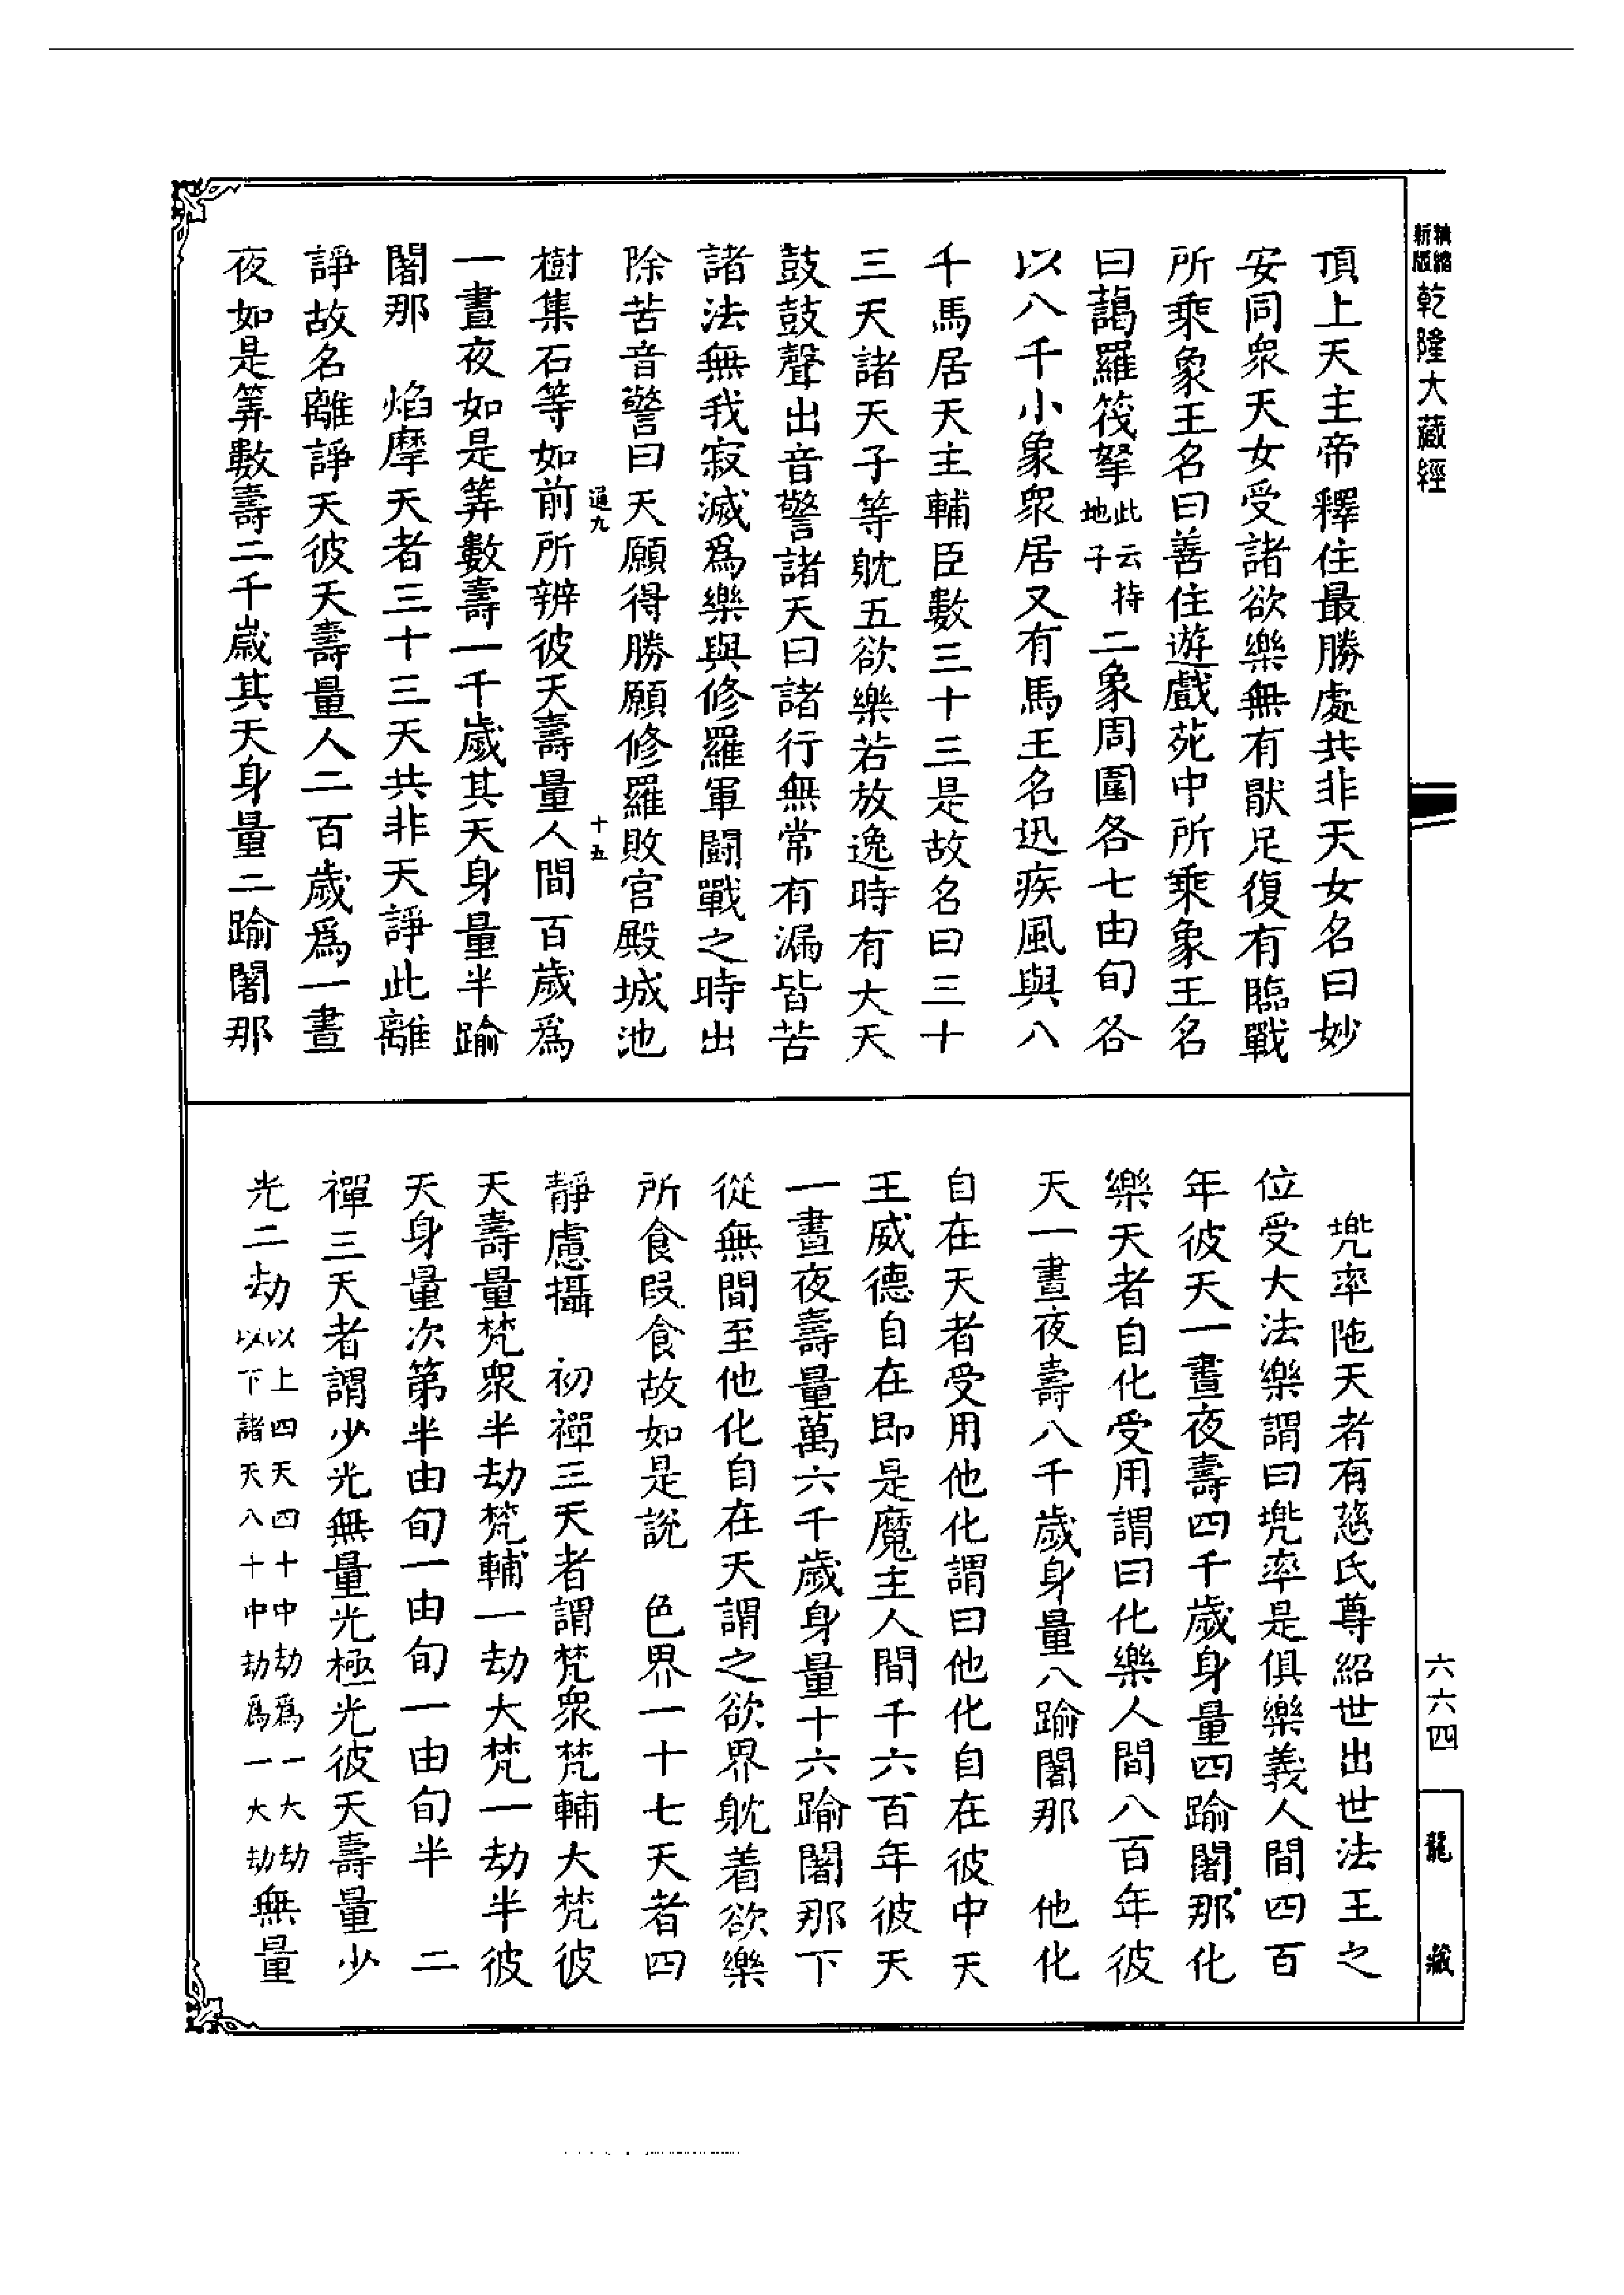 精縮新版乾隆大藏經
頂上天主帝釋住最勝處共非天女名曰妙
安同衆天女受諸欲樂無有猒足復有臨戰
所乘象王名曰善住遊戲苑中所乘象王名
曰藹羅筏拏此云持地子二象周圍各七由旬各
以八千小象衆居又有馬王名迅疾風與八
千馬居天主輔臣數三十三是故名曰三十
三天諸天子等躭五欲樂若放逸時有大天
鼓鼓聲出音警諸天曰諸行無常有漏皆苦
諸法無我寂滅爲樂與修羅軍鬪戰之時出
除苦音警曰天願得勝願修羅敗宫殿城池
通九
十五
樹集石等如前所辨彼天壽量人間百歲爲
一晝夜如是筭數壽一千歲其天身量半踰
闍那 焰摩天者三十三天共非天諍此離
諍故名離諍天彼天壽量人二百歲爲一晝
夜如是筭數壽二千歲其天身量二踰闍那
六六四
龍藏
兜率陁天者有慈氏尊紹世出世法王之
位受大法樂謂曰兜率是俱樂義人間四百
年彼天一晝夜壽四千歲身量四踰闍那化
樂天者自化受用謂曰化樂人間八百年彼
天一晝夜壽八千歲身量八踰闍那 他化
自在天者受用他化謂曰他化自在彼中天
王威德自在即是魔主人間千六百年彼天
一晝夜壽量萬六千歲身量十六踰闍那下
從無間至他化自在天謂之欲界躭着欲樂
所食段食故如是說 色界一十七天者四
靜慮攝 初禪三天者謂梵衆梵輔大梵彼
天壽量梵衆半劫梵輔一劫大梵一劫半彼
天身量次第半由旬一由旬一由旬半 二
禪三天者謂少光無量光極光彼天壽量少
光二劫以上四天四十中劫爲一大劫以下諸天八十中劫爲一大劫無量